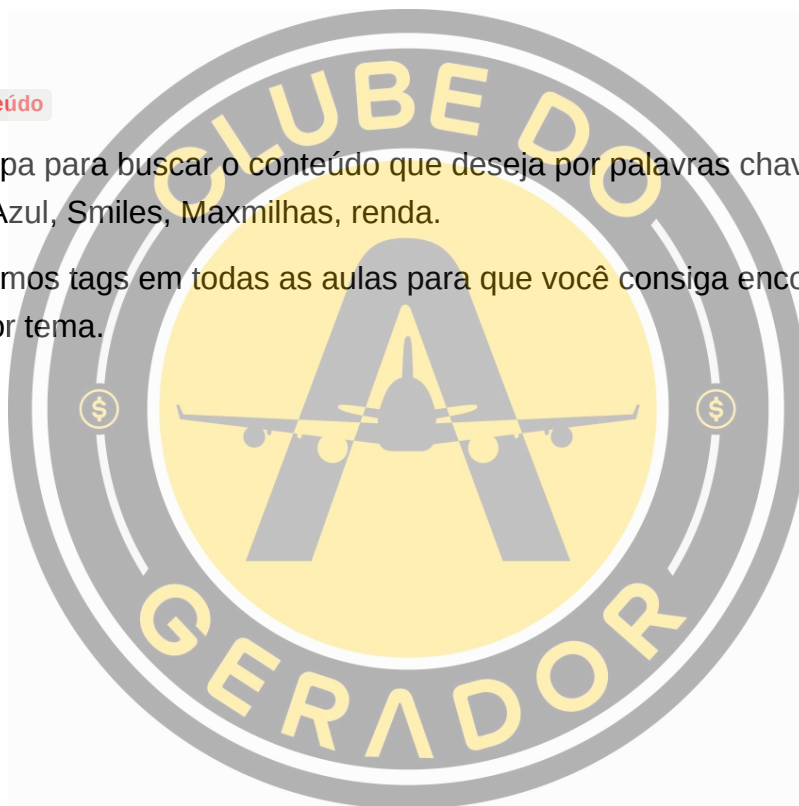 eúdo
CLUBE DO
pa para buscar o conteúdo que deseja por palavras chav
Azul, Smiles, Maxmilhas, renda.
mos tags em todas as aulas para que você consiga enco
or tema.
$ $
GERADOR